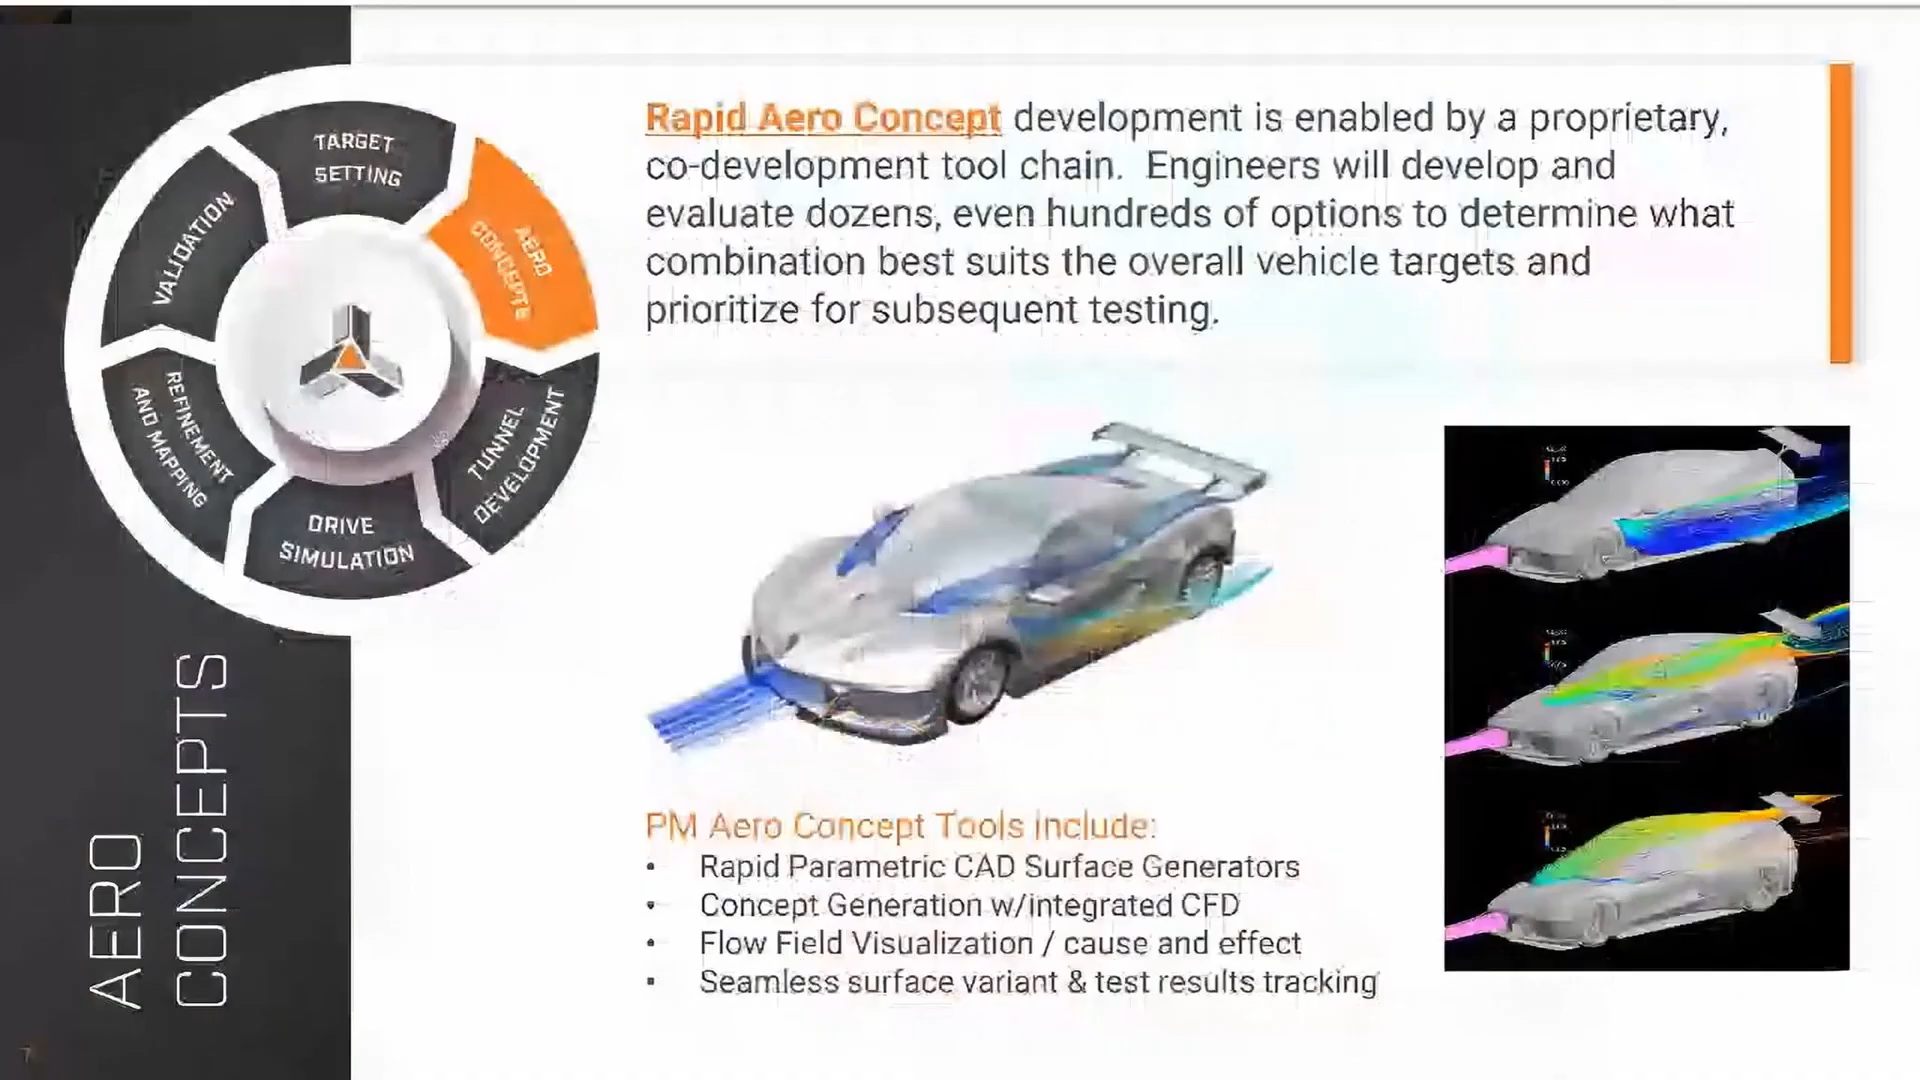 TARGET
SETTING
AERO
CONCEPTS
TUNNEL
DEVELOPMENT
DRIVE
SIMULATION
REFINEMENT
AND MAPPING
VALIDATION
AERO
CONCEPTS
Rapid Aero Concept development is enabled by a proprietary,
co-development tool chain.  Engineers will develop and
evaluate dozens, even hundreds of options to determine what
combination best suits the overall vehicle targets and
prioritize for subsequent testing.
PM Aero Concept Tools include:
• Rapid Parametric CAD Surface Generators
• Concept Generation w/integrated CFD
• Flow Field Visualization / cause and effect
• Seamless surface variant & test results tracking
7